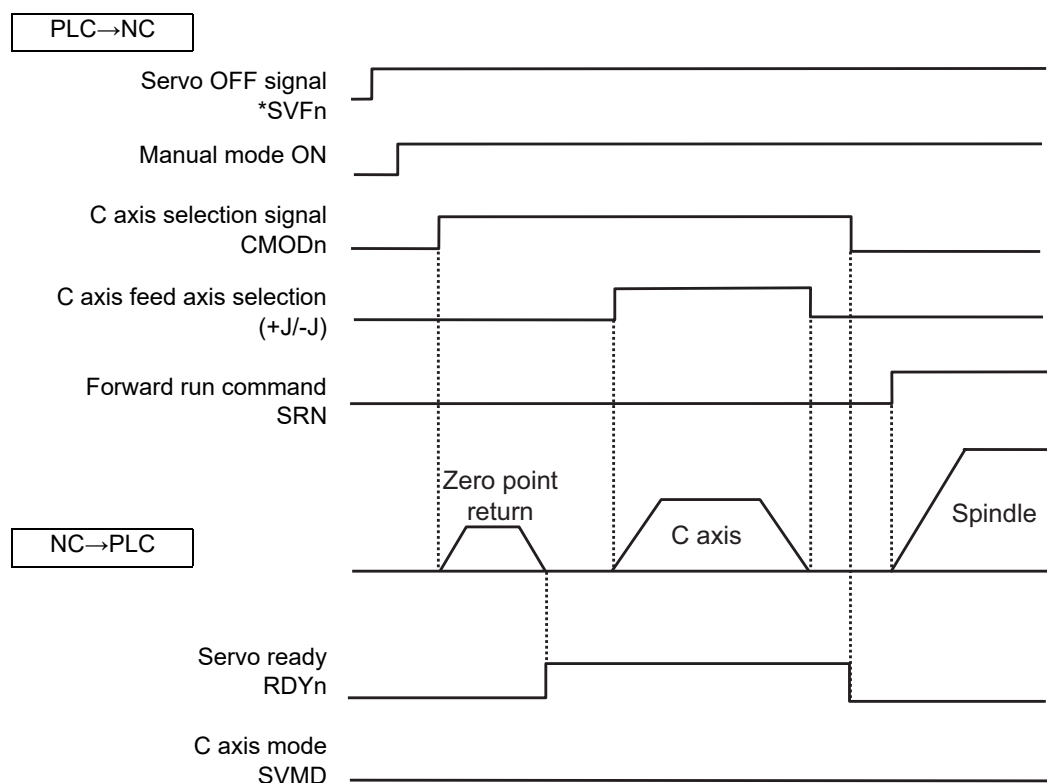 PLC→NC
Servo OFF signal
*SVFn
Manual mode ON
C axis selection signal
CMODn
C axis feed axis selection
(+J/-J)
Forward run command
SRN
Zero point
return
C axis
Spindle
NC→PLC
Servo ready
RDYn
C axis mode
SVMD